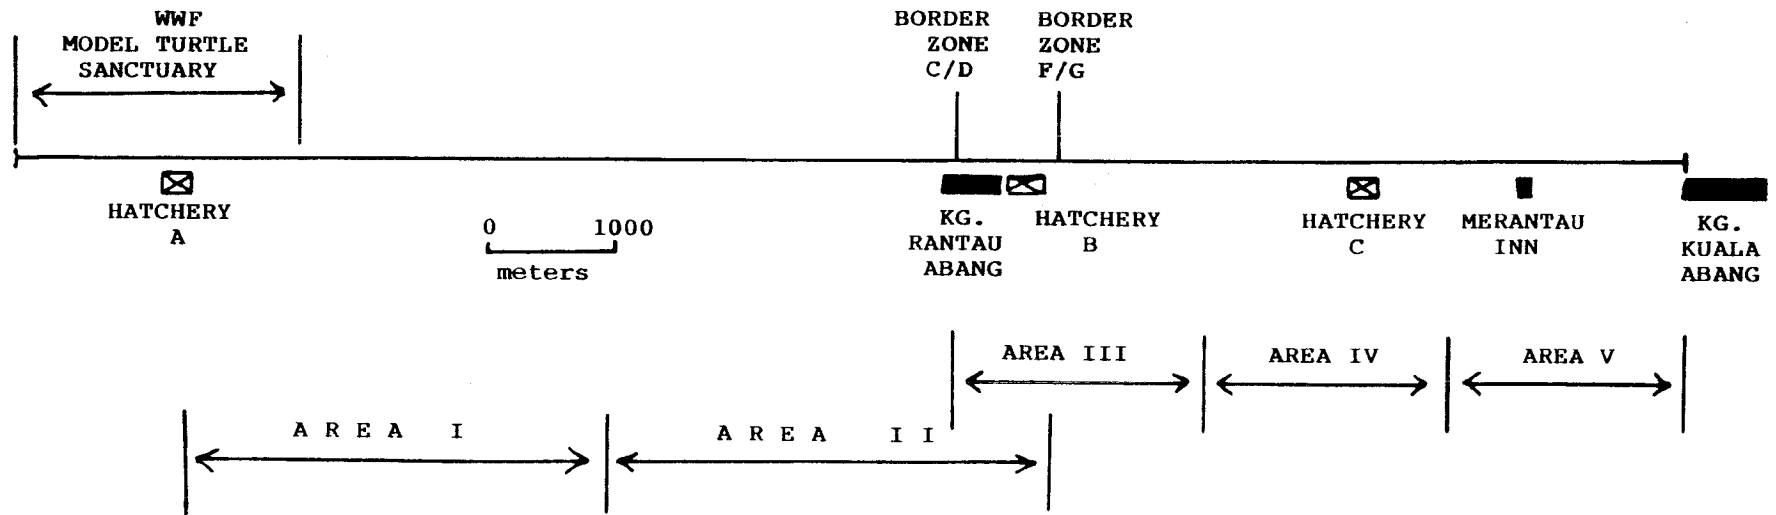 WWF
MODEL TURTLE
SANCTUARY
BORDER
ZONE
C/D
BORDER
ZONE
F/G
HATCHERY
A
0 1000
meters
KG.
RANTAU
ABANG
HATCHERY
B
HATCHERY
C
MERANTAU
INN
KG.
KUALA
ABANG
AREA III
AREA IV
AREA V
A R E A I
A R E A II